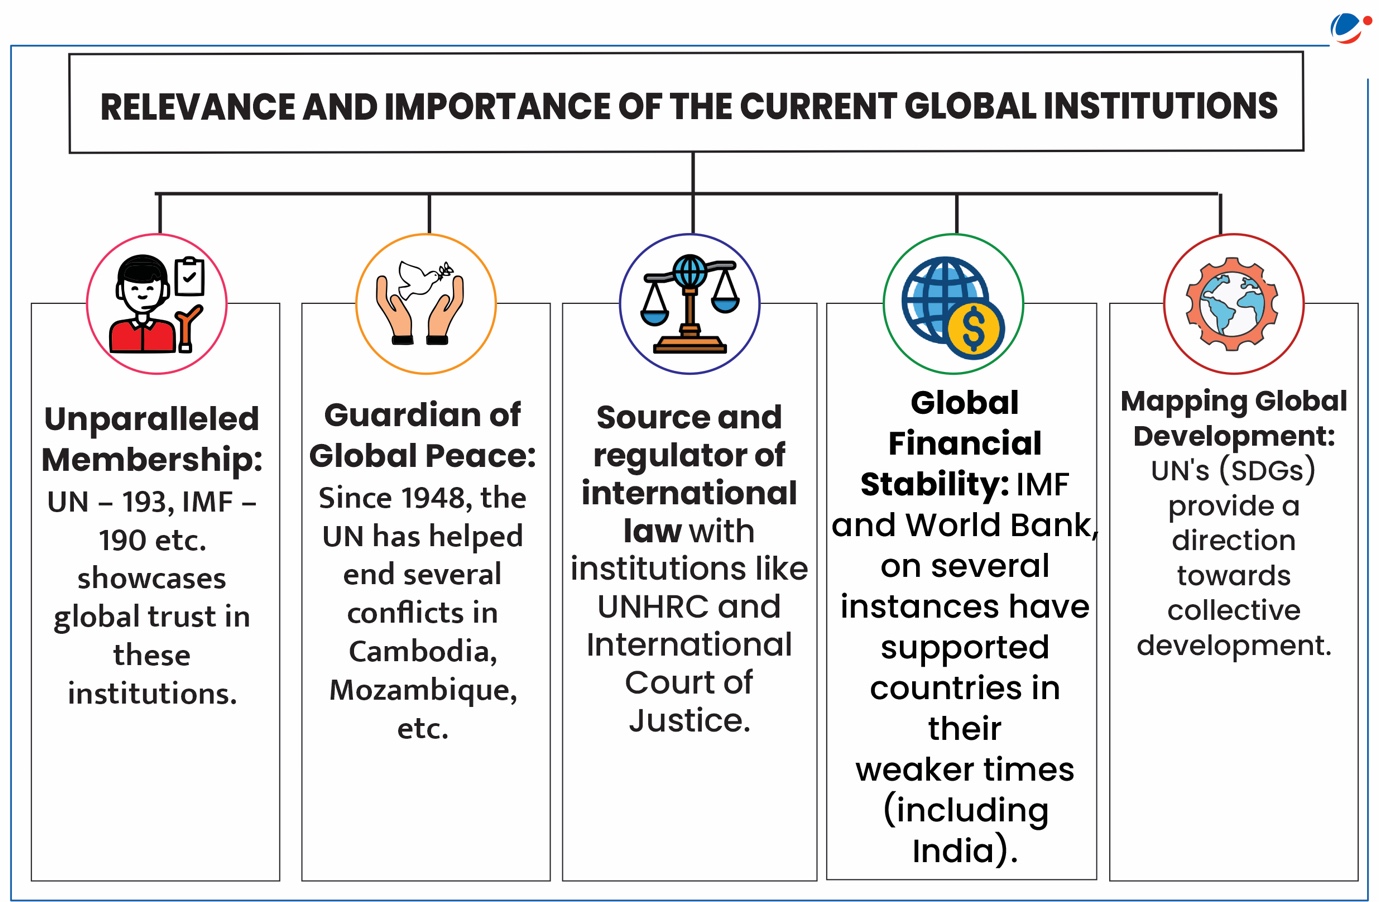 RELEVANCE AND IMPORTANCE OF THE CURRENT GLOBAL INSTITUTIONS
Unparalleled
Membership:
UN – 193, IMF –
190 etc.
showcases
global trust in
these
institutions.
Guardian of
Global Peace:
Since 1948, the
UN has helped
end several
conflicts in
Cambodia,
Mozambique,
etc.
Source and
regulator of
international
law with
institutions like
UNHRC and
International
Court of
Justice.
Global
Financial
Stability: IMF
and World Bank,
on several
instances have
supported
countries in
their
weaker times
(including
India).
Mapping Global
Development:
UN's (SDGs)
provide a
direction
towards
collective
development.